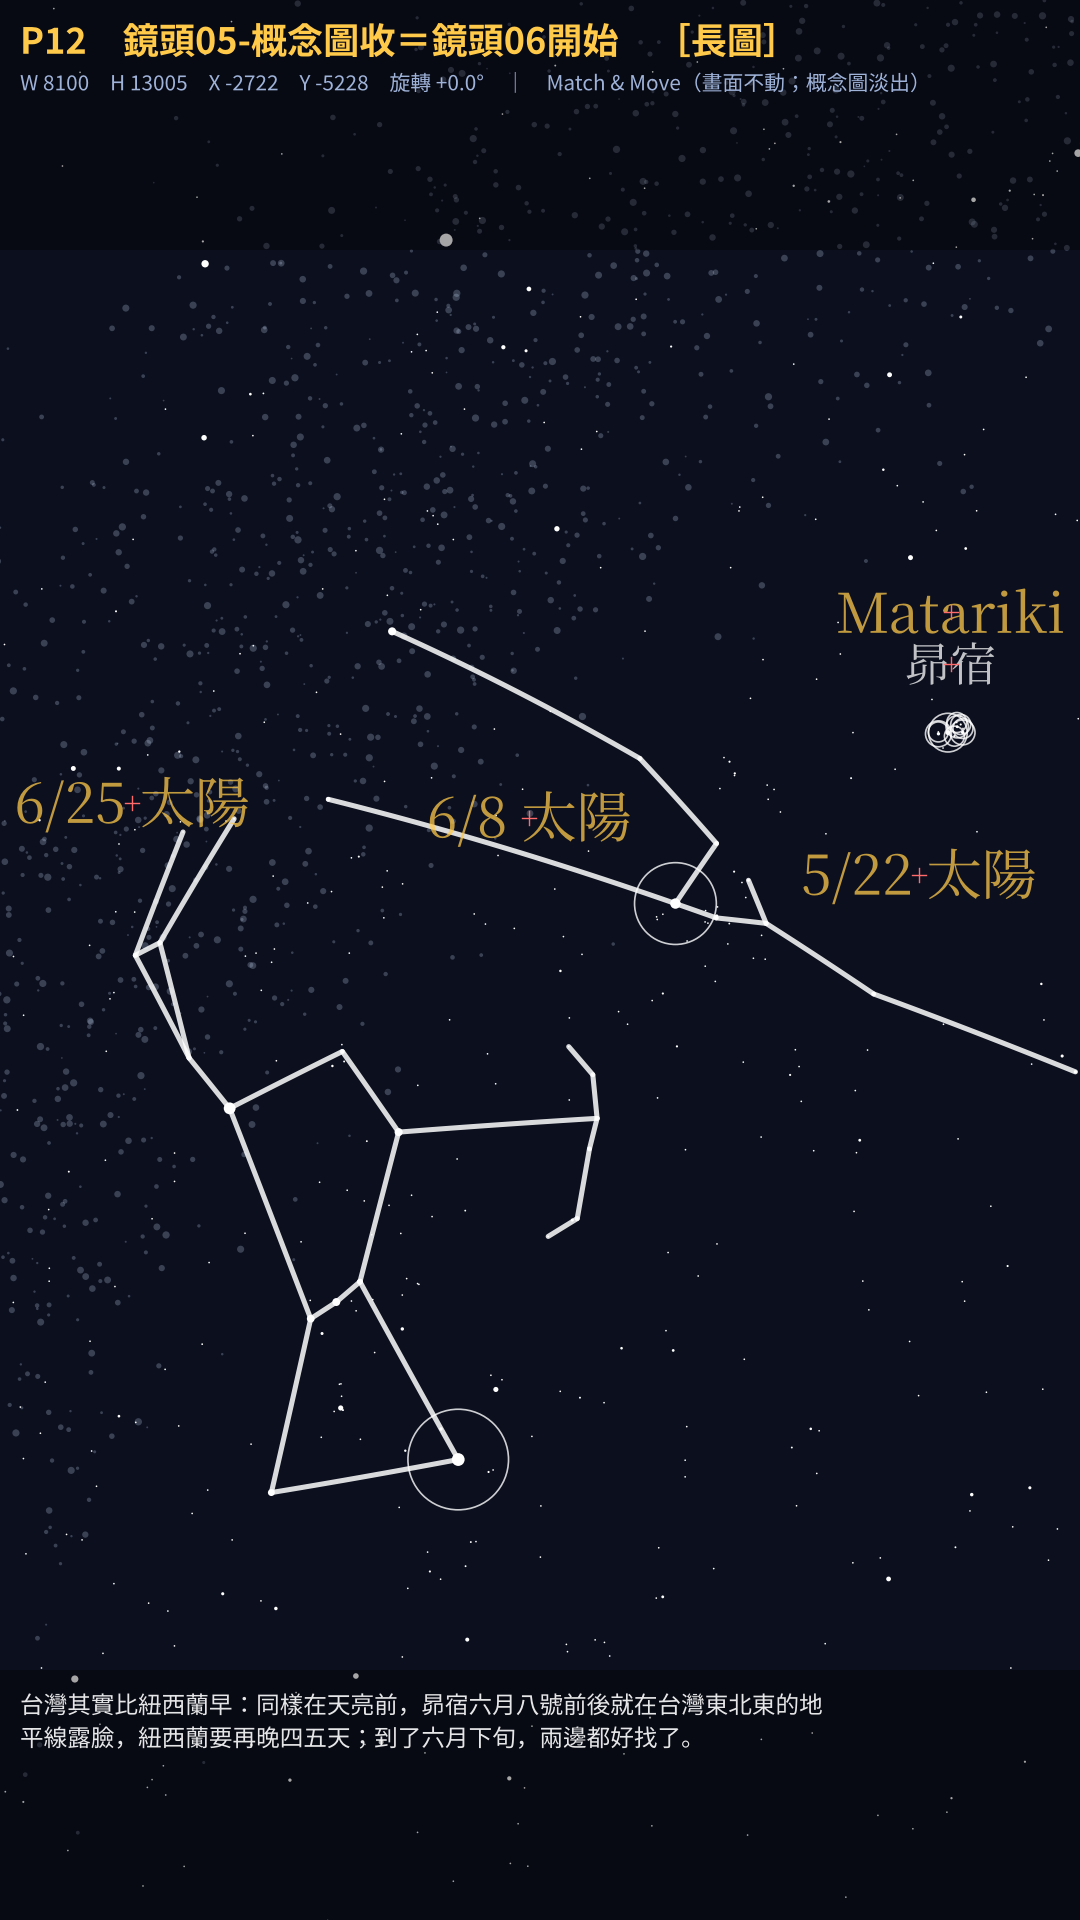 P12 鏡頭05-概念圖收＝鏡頭06開始 ［長圖］
W 8100 H 13005 X -2722 Y -5228 旋轉 +0.0° ｜ Match & Move（畫面不動；概念圖淡出）
Matariki
昴宿
6/25 太陽
6/8 太陽
5/22 太陽
台灣其實比紐西蘭早：同樣在天亮前，昴宿六月八號前後就在台灣東北東的地
平線露臉，紐西蘭要再晚四五天；到了六月下旬，兩邊都好找了。